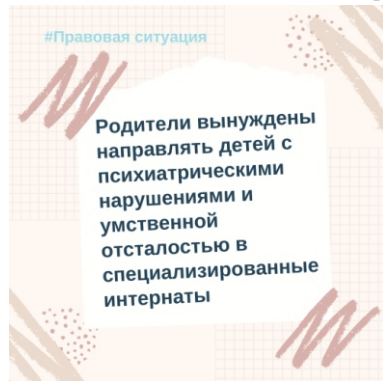 #Правовая ситуация
Родители вынуждены
направлять детей с
психиатрическими
нарушениями и
умственной
отсталостью в
специализированные
интернаты